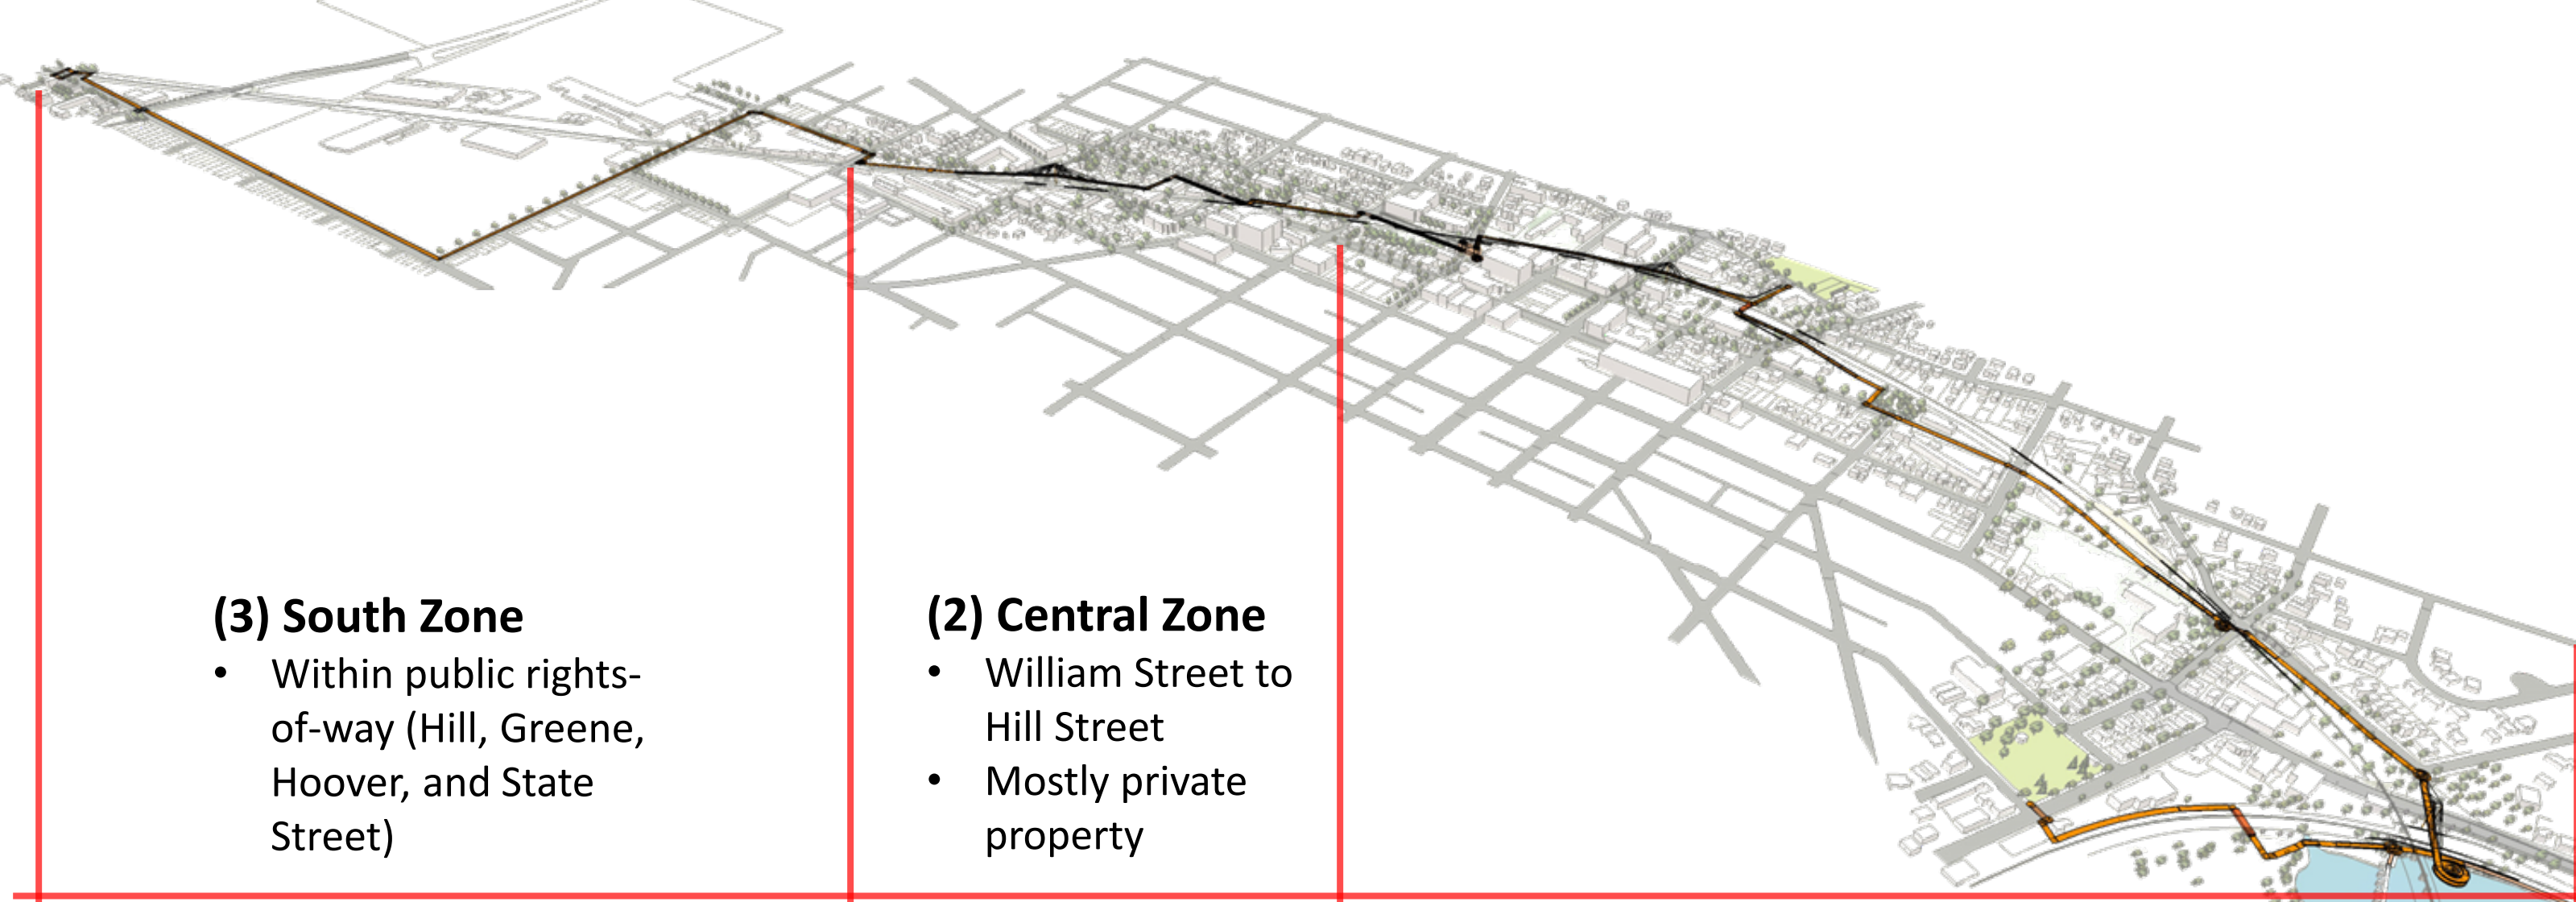 (3) South Zone
• Within public rights-
of-way (Hill, Greene,
Hoover, and State
Street)
(2) Central Zone
• William Street to
Hill Street
• Mostly private
property